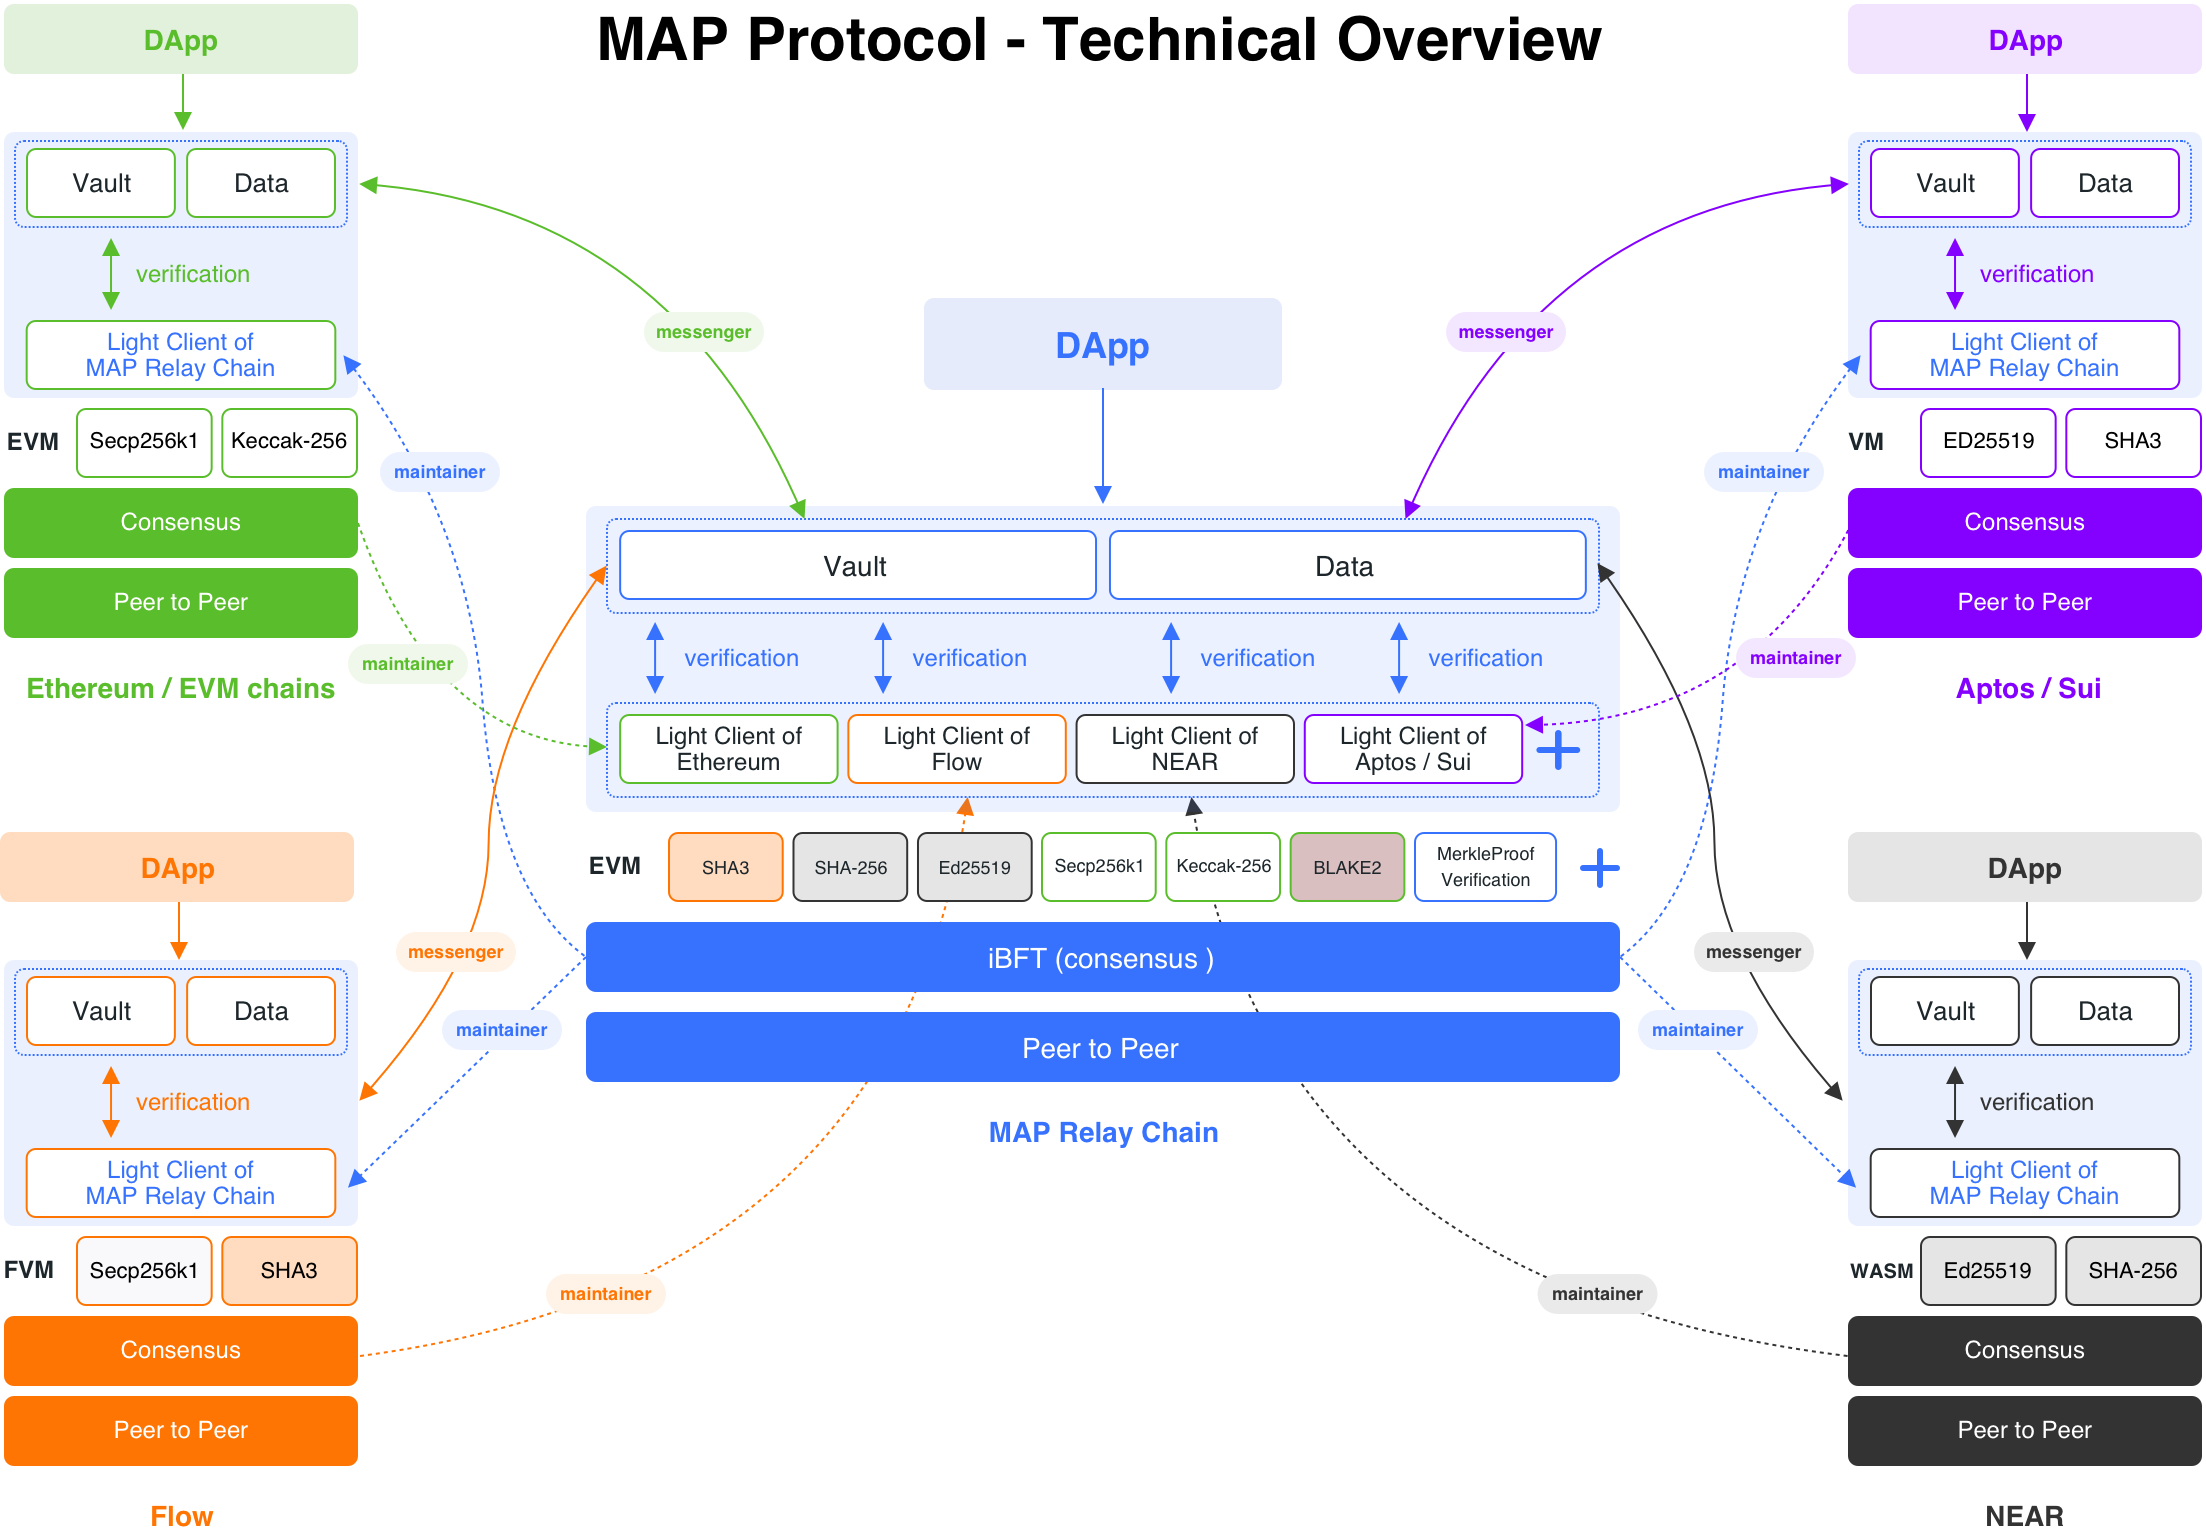 MAP Protocol - Technical Overview
DApp
Vault
Data
verification
Light Client of
MAP Relay Chain
EVM
Secp256k1
Keccak-256
Consensus
Peer to Peer
Ethereum / EVM chains
messenger
maintainer
maintainer
DApp
Vault
Data
verification
Light Client of
MAP Relay Chain
FVM
Secp256k1
SHA3
Consensus
Peer to Peer
Flow
messenger
maintainer
maintainer
DApp
Vault
Data
verification
verification
verification
verification
Light Client of
Ethereum
Light Client of
Flow
Light Client of
NEAR
Light Client of
Aptos / Sui
EVM
SHA3
SHA-256
Ed25519
Secp256k1
Keccak-256
BLAKE2
MerkleProof
Verification
iBFT (consensus )
Peer to Peer
MAP Relay Chain
DApp
Vault
Data
verification
Light Client of
MAP Relay Chain
VM
ED25519
SHA3
Consensus
Peer to Peer
Aptos / Sui
messenger
maintainer
maintainer
DApp
Vault
Data
verification
Light Client of
MAP Relay Chain
WASM
Ed25519
SHA-256
Consensus
Peer to Peer
NEAR
messenger
maintainer
maintainer